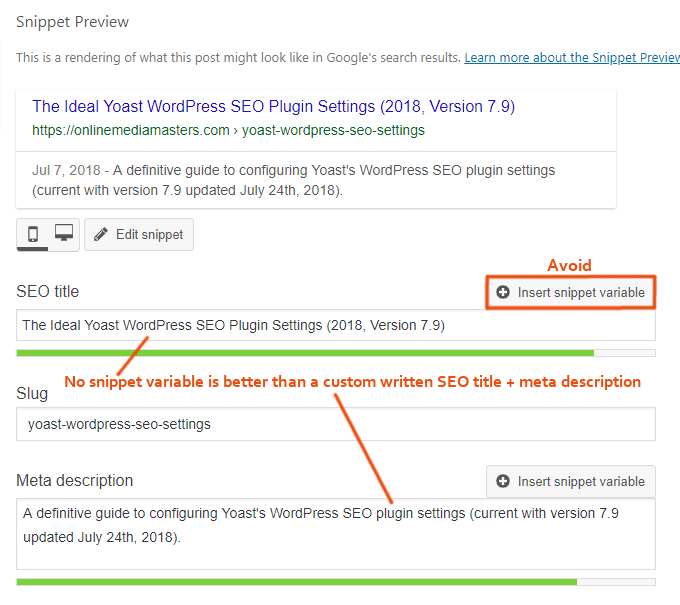 Snippet Preview
This is a rendering of what this post might look like in Google's search results. Learn more about the Snippet Preview
The Ideal Yoast WordPress SEO Plugin Settings (2018, Version 7.9)
https://onlinemediamasters.com › yoast-wordpress-seo-settings
Jul 7, 2018 - A definitive guide to configuring Yoast's WordPress SEO plugin settings
(current with version 7.9 updated July 24th, 2018).
Edit snippet
Avoid
SEO title
Insert snippet variable
The Ideal Yoast WordPress SEO Plugin Settings (2018, Version 7.9)
No snippet variable is better than a custom written SEO title + meta description
Slug
yoast-wordpress-seo-settings
Meta description
Insert snippet variable
A definitive guide to configuring Yoast's WordPress SEO plugin settings (current with version 7.9
updated July 24th, 2018).